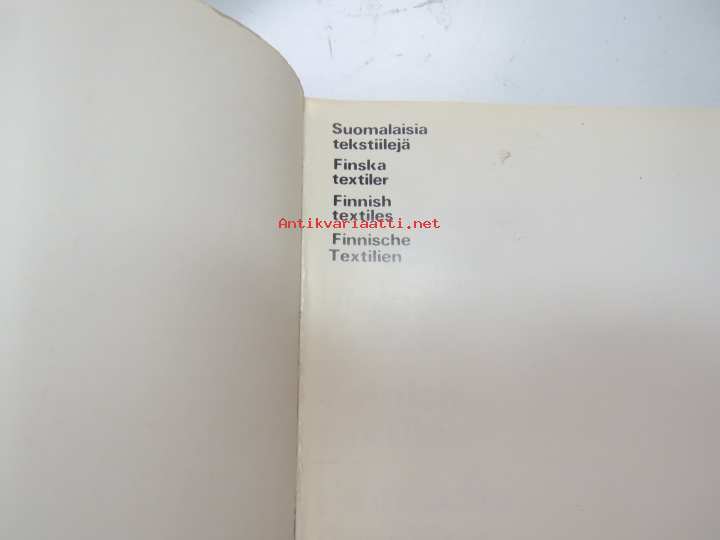 Suomalaisia
tekstiilejä
Finska
textiler
Finnish
textiles
Antikvariaatti.net
Finnische
Textilien